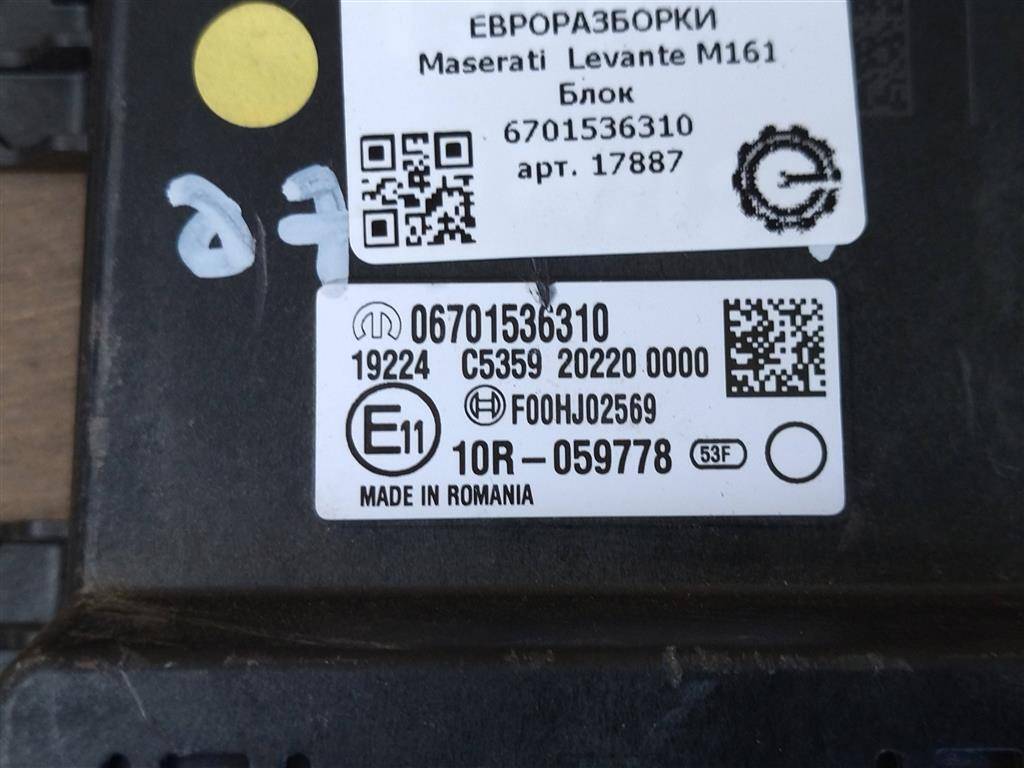 ЕВРОРАЗБОРКИ
Maserati Levante M161
Блок
6701536310
арт. 17887
a7
06701536310
19224 C5359 20220 0000
E11
F00HJ02569
10R-059778 53F
MADE IN ROMANIA